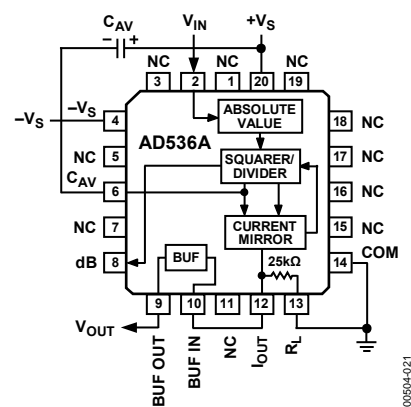 C_AV
− +
V_IN
+V_S
NC
NC
NC
3
2
1
20
19
−V_S
−V_S
4
ABSOLUTE
VALUE
18
NC
AD536A
NC
5
17
NC
SQUARER/
DIVIDER
C_AV
6
16
NC
NC
7
CURRENT
MIRROR
15
NC
dB
8
BUF
25kΩ
14
COM
9
10
11
12
13
V_OUT
BUF OUT
BUF IN
NC
I_OUT
R_L
00504-021